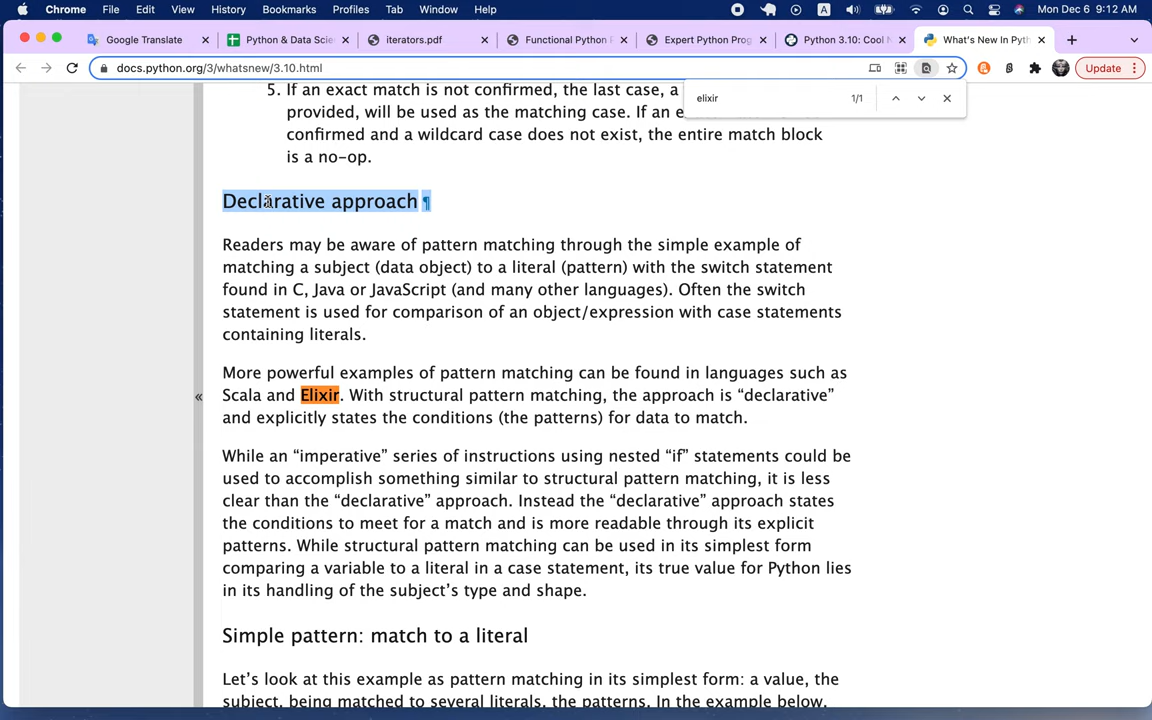 Chrome File Edit View History Bookmarks Profiles Tab Window Help A Mon Dec 6 9:12 AM
Google Translate Python & Data Scie iterators.pdf Functional Python P Expert Python Prog Python 3.10: Cool N What's New In Pyth
docs.python.org/3/whatsnew/3.10.html Update
elixir 1/1
5. If an exact match is not confirmed, the last case, a
provided, will be used as the matching case. If an e
confirmed and a wildcard case does not exist, the entire match block
is a no-op.
Declarative approach ¶
Readers may be aware of pattern matching through the simple example of
matching a subject (data object) to a literal (pattern) with the switch statement
found in C, Java or JavaScript (and many other languages). Often the switch
statement is used for comparison of an object/expression with case statements
containing literals.
More powerful examples of pattern matching can be found in languages such as
Scala and Elixir. With structural pattern matching, the approach is “declarative”
and explicitly states the conditions (the patterns) for data to match.
«
While an “imperative” series of instructions using nested “if” statements could be
used to accomplish something similar to structural pattern matching, it is less
clear than the “declarative” approach. Instead the “declarative” approach states
the conditions to meet for a match and is more readable through its explicit
patterns. While structural pattern matching can be used in its simplest form
comparing a variable to a literal in a case statement, its true value for Python lies
in its handling of the subject’s type and shape.
Simple pattern: match to a literal
Let’s look at this example as pattern matching in its simplest form: a value, the
subject, being matched to several literals, the patterns. In the example below,